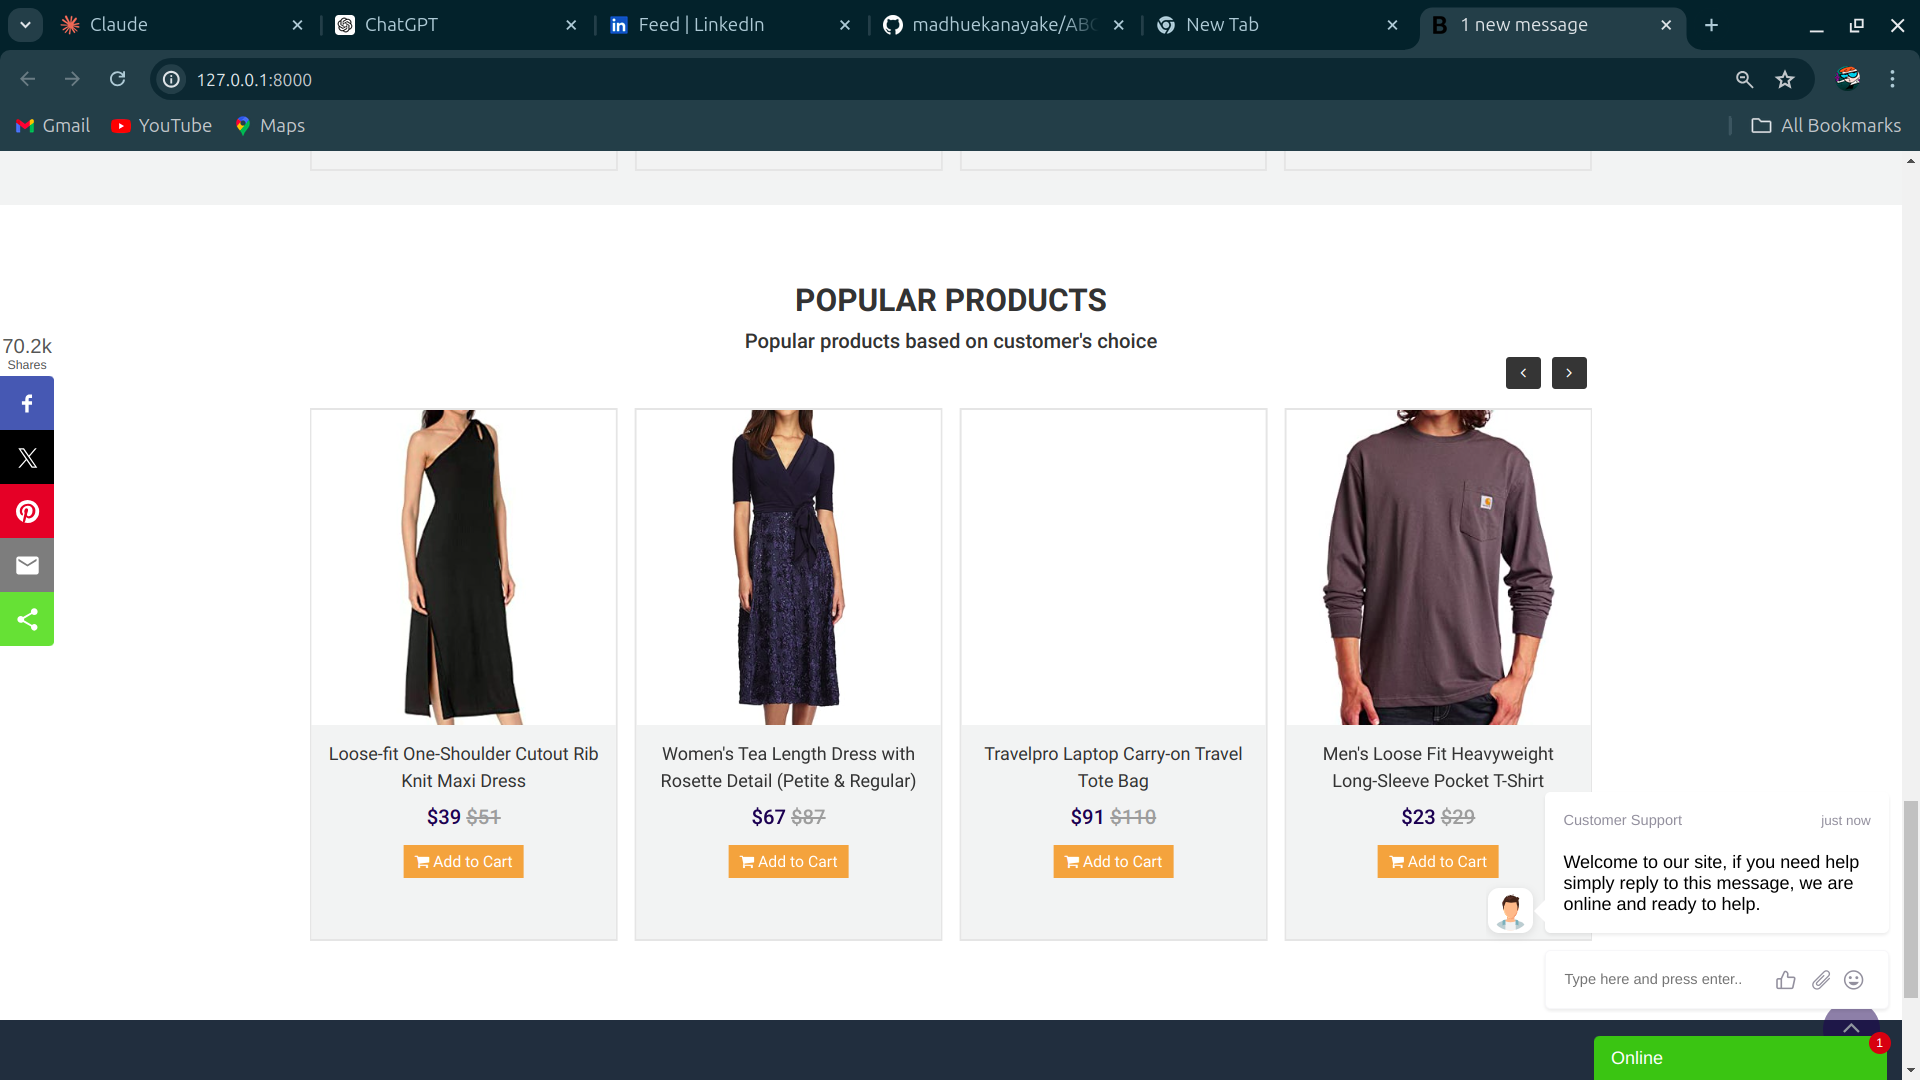 Claude
ChatGPT
Feed | LinkedIn
madhuekanayake/ABC
New Tab
1 new message
127.0.0.1:8000
Gmail
YouTube
Maps
All Bookmarks
POPULAR PRODUCTS
Popular products based on customer's choice
70.2k
Shares
Loose-fit One-Shoulder Cutout Rib
Knit Maxi Dress
$39 $51
Add to Cart
Women's Tea Length Dress with
Rosette Detail (Petite & Regular)
$67 $87
Add to Cart
Travelpro Laptop Carry-on Travel
Tote Bag
$91 $110
Add to Cart
Men's Loose Fit Heavyweight
Long-Sleeve Pocket T-Shirt
$23 $29
Add to Cart
Customer Support
just now
Welcome to our site, if you need help
simply reply to this message, we are
online and ready to help.
Type here and press enter..
Online
1